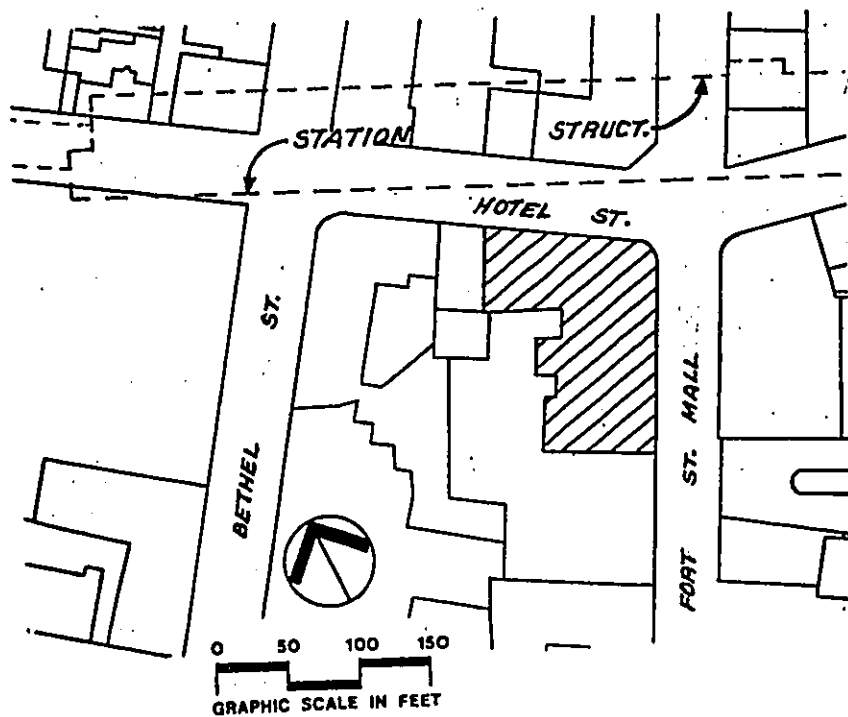 STATION
STRUCT.
HOTEL ST.
BETHEL ST.
FORT ST. MALL
0 50 100 150
GRAPHIC SCALE IN FEET